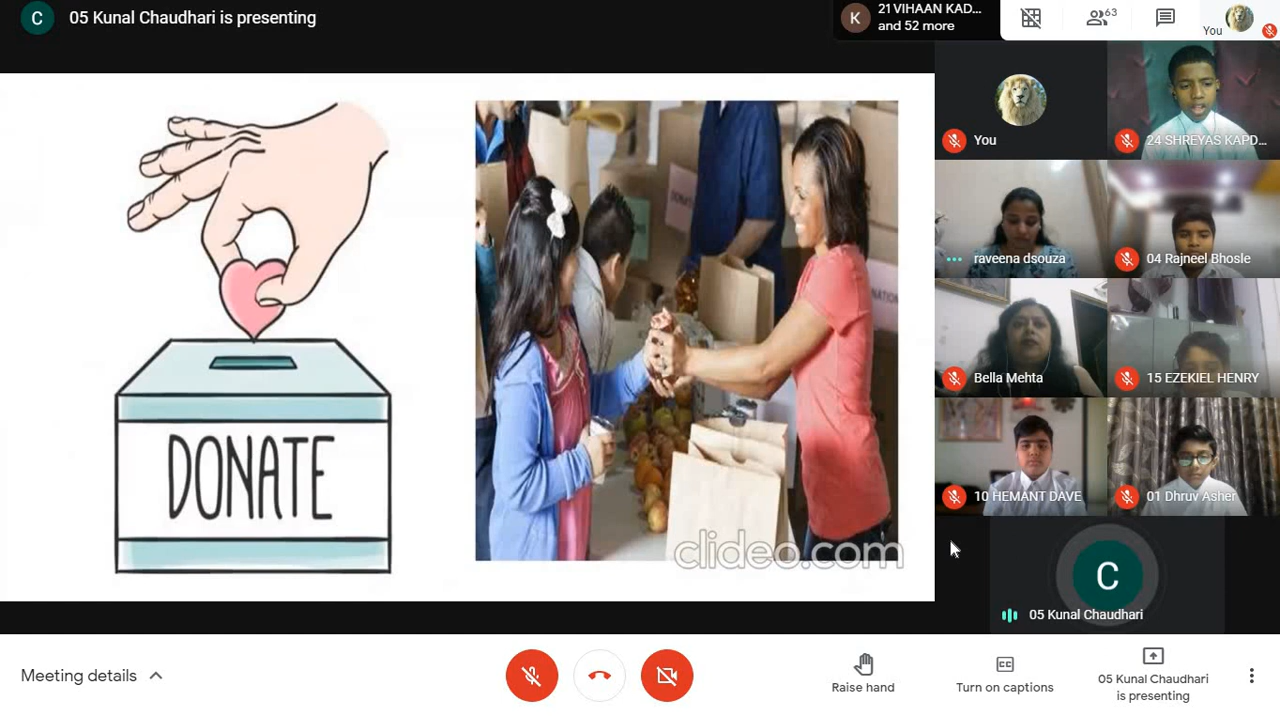 C 05 Kunal Chaudhari is presenting
K 21 VIHAAN KAD...
and 52 more
63
You
You
24 SHREYAS KAPD...
raveena dsouza
04 Rajneel Bhosle
Bella Mehta
15 EZEKIEL HENRY
10 HEMANT DAVE
01 Dhruv Asher
C
05 Kunal Chaudhari
DONATE
clideo.com
Meeting details
Raise hand
CC
Turn on captions
05 Kunal Chaudhari
is presenting